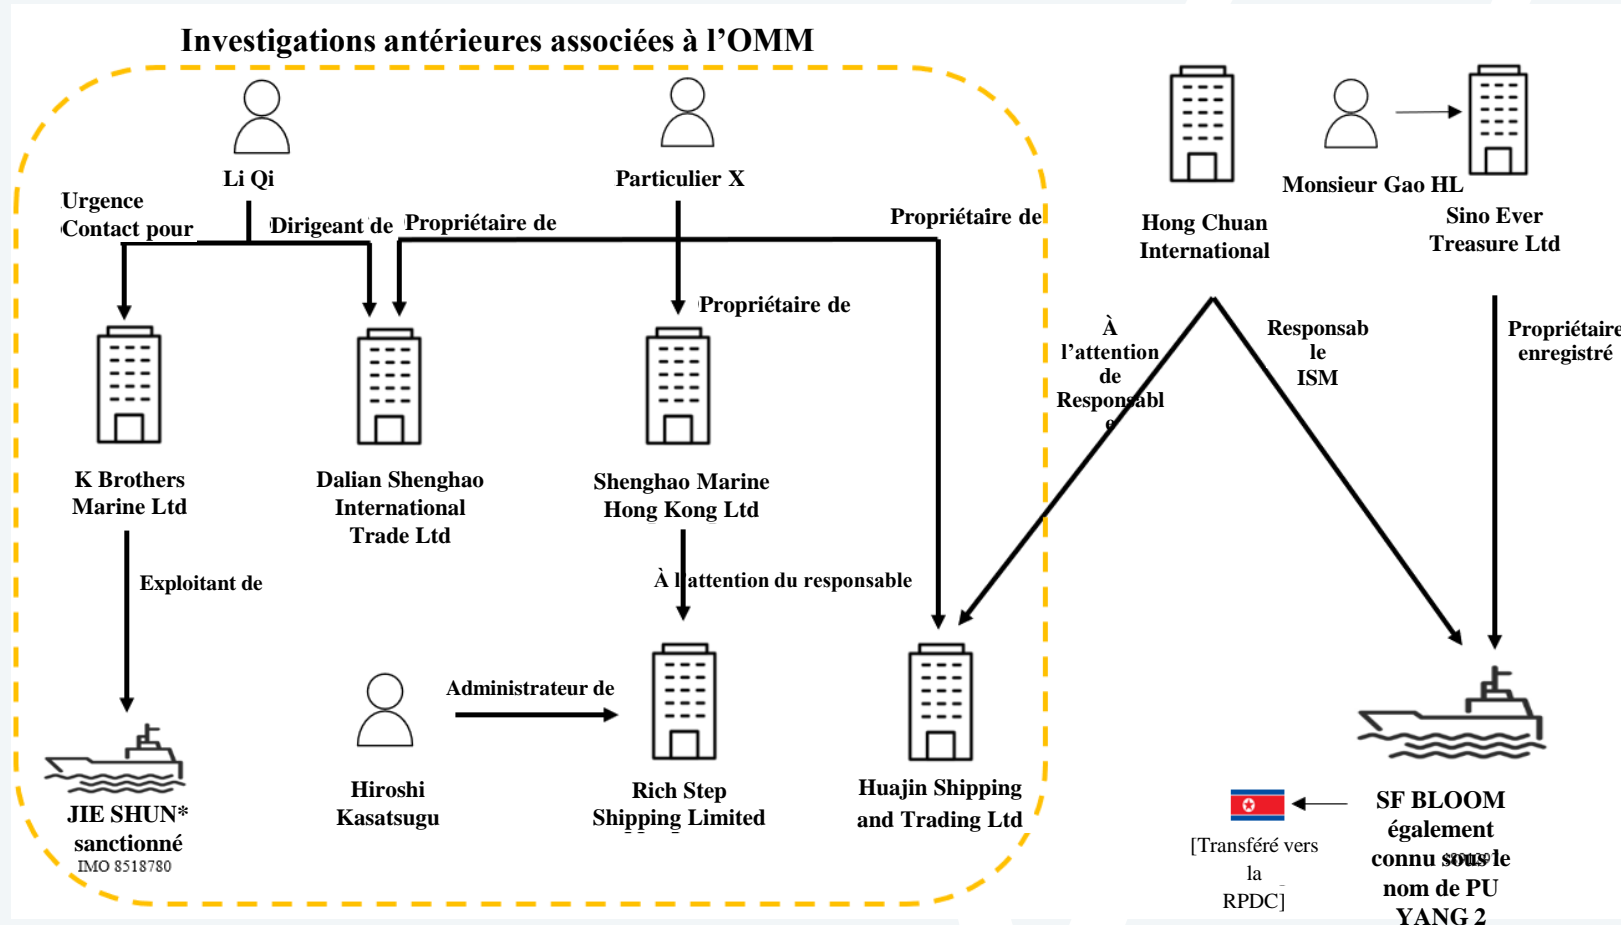 Investigations antérieures associées à l’OMM
Li Qi
Particulier X
Monsieur Gao HL
Hong Chuan
International
Sino Ever
Treasure Ltd
Urgence
Contact pour
Dirigeant de
Propriétaire de
Propriétaire de
Propriétaire de
À
l’attention
de
Responsabl
e
Responsab
le
ISM
Propriétaire
enregistré
K Brothers
Marine Ltd
Dalian Shenghao
International
Trade Ltd
Shenghao Marine
Hong Kong Ltd
Exploitant de
À l’attention du responsable
Administrateur de
JIE SHUN*
sanctionné
IMO 8518780
Hiroshi
Kasatsugu
Rich Step
Shipping Limited
Huajin Shipping
and Trading Ltd
[Transféré vers
la
RPDC]
SF BLOOM
également
connu sous le
nom de PU
YANG 2